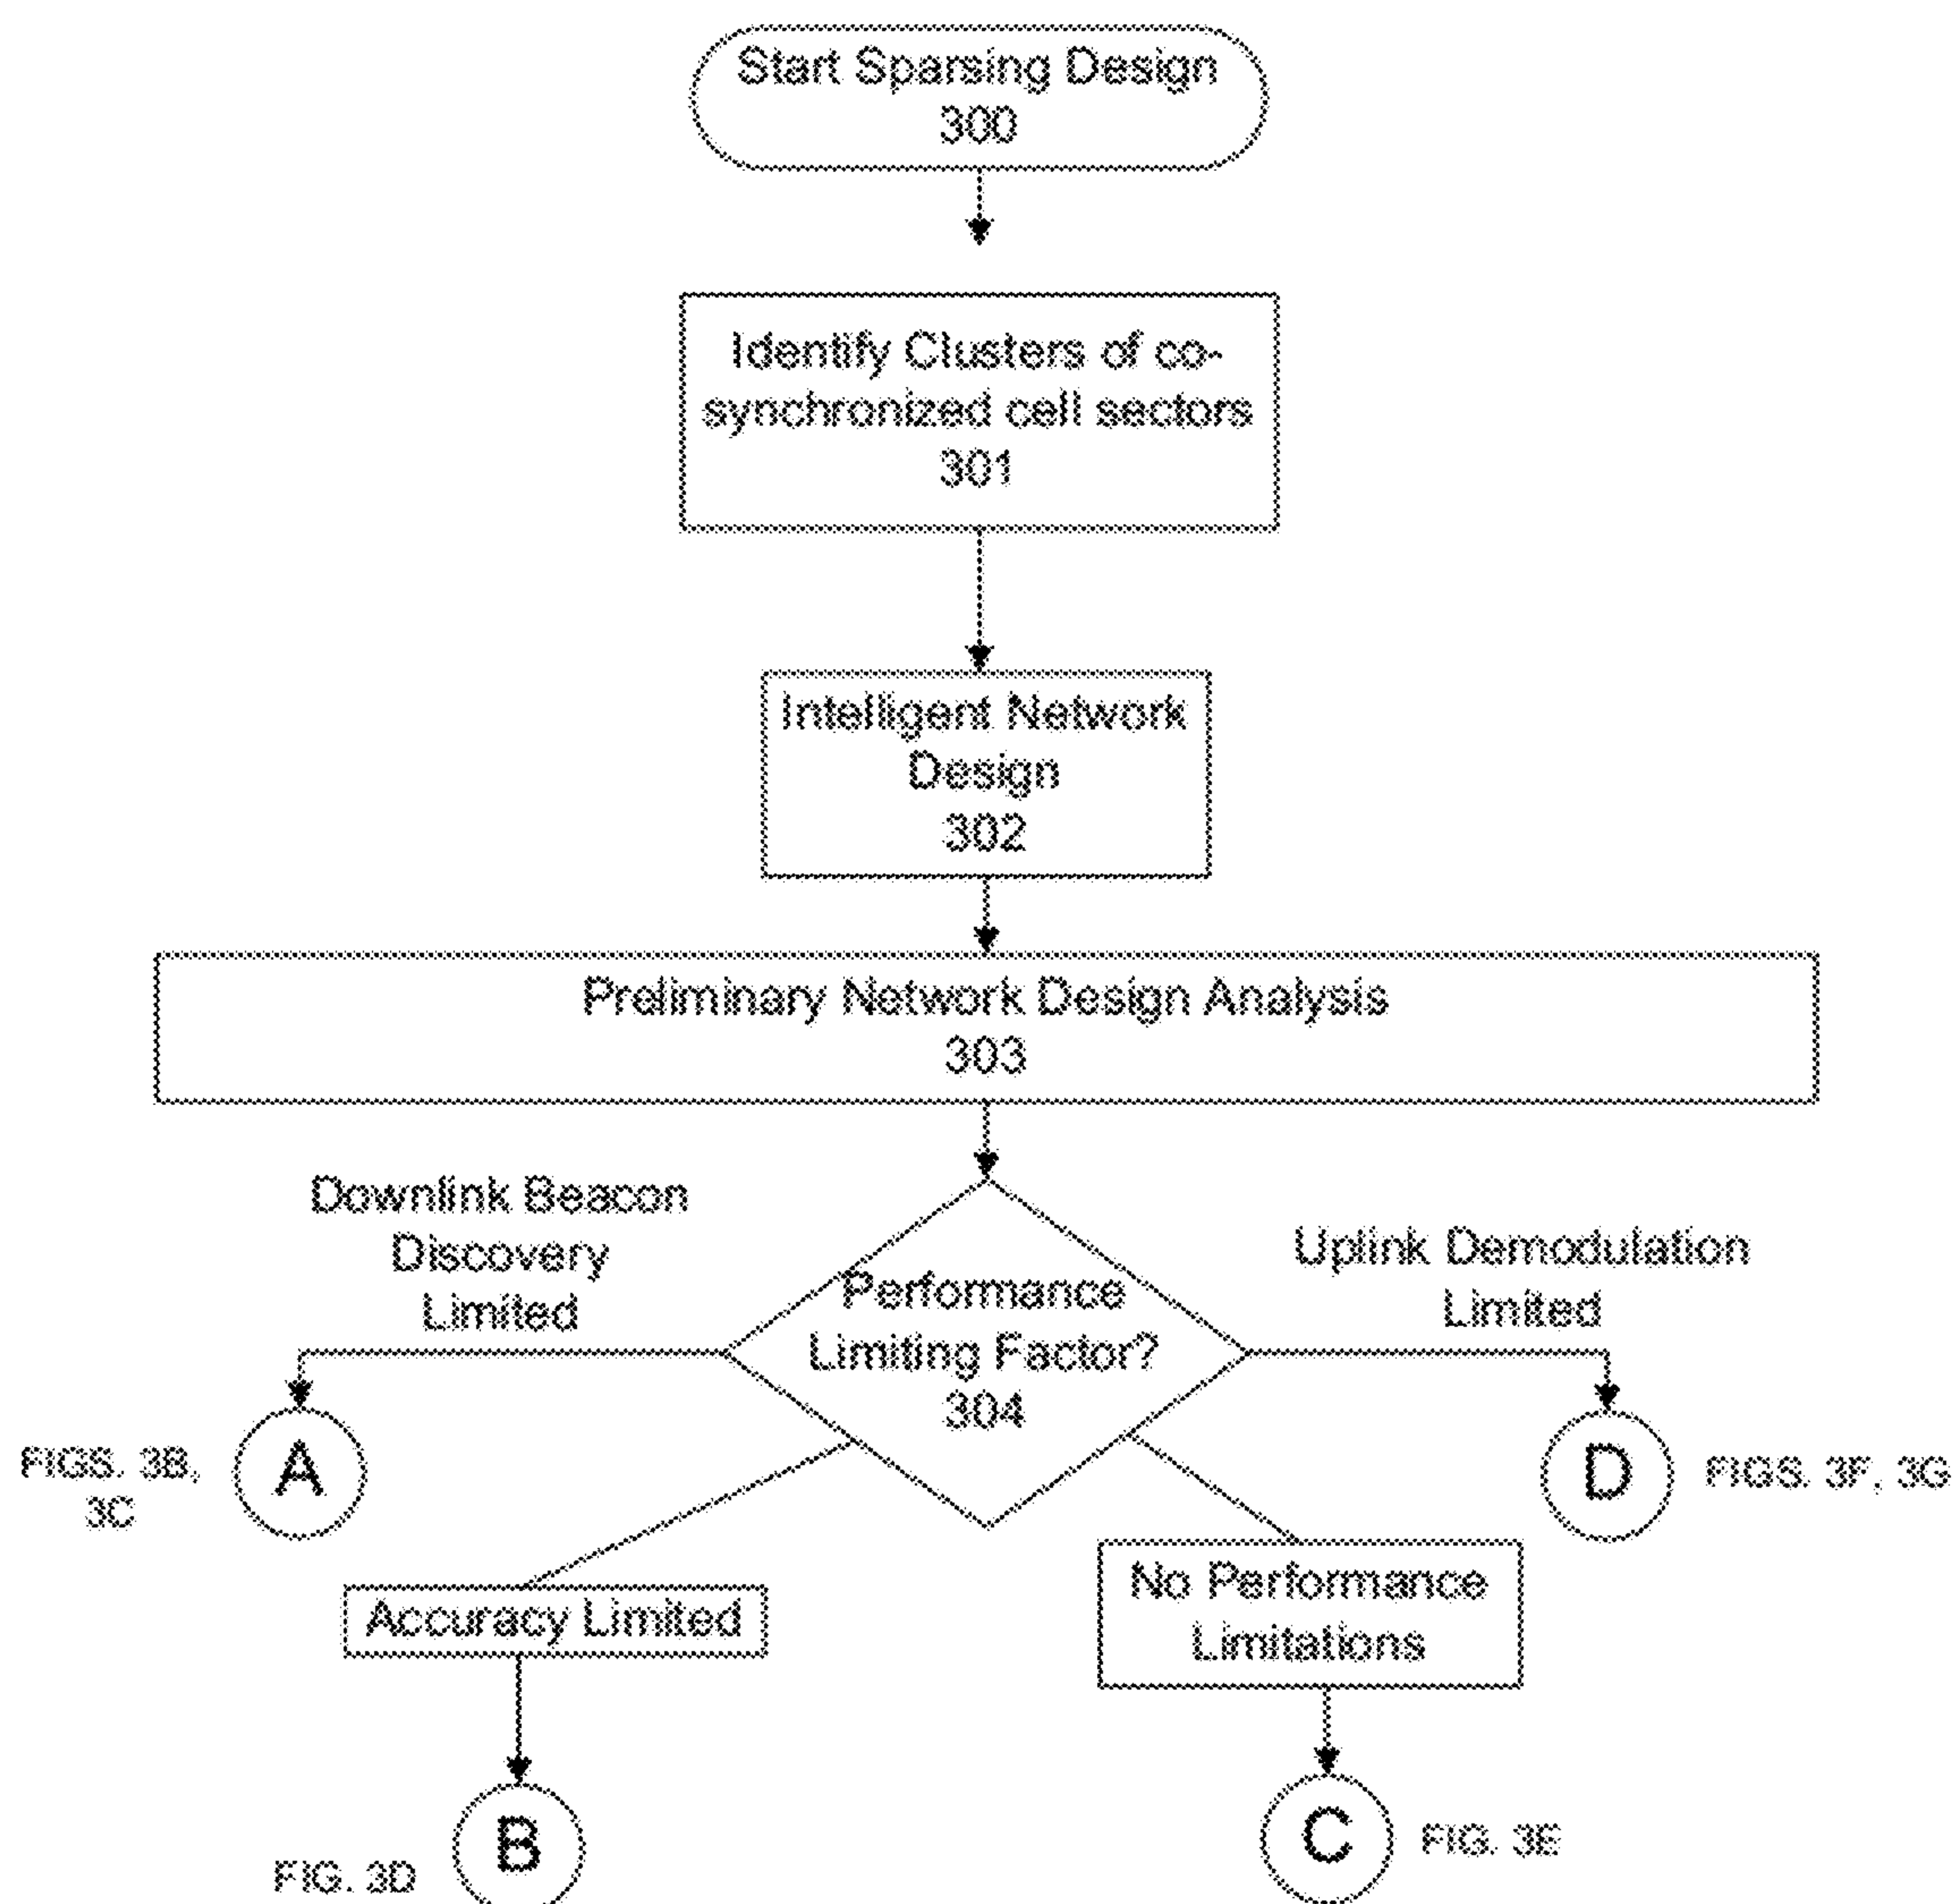 Start Sparsing Design
300
Identify Clusters of co-
synchronized cell sectors
301
Intelligent Network
Design
302
Preliminary Network Design Analysis
303
Downlink Beacon
Discovery
Limited
Performance
Limiting Factor?
304
Uplink Demodulation
Limited
FIGS. 3B,
3C
A
D
FIGS. 3F, 3G
Accuracy Limited
No Performance
Limitations
B
FIG. 3D
C
FIG. 3E